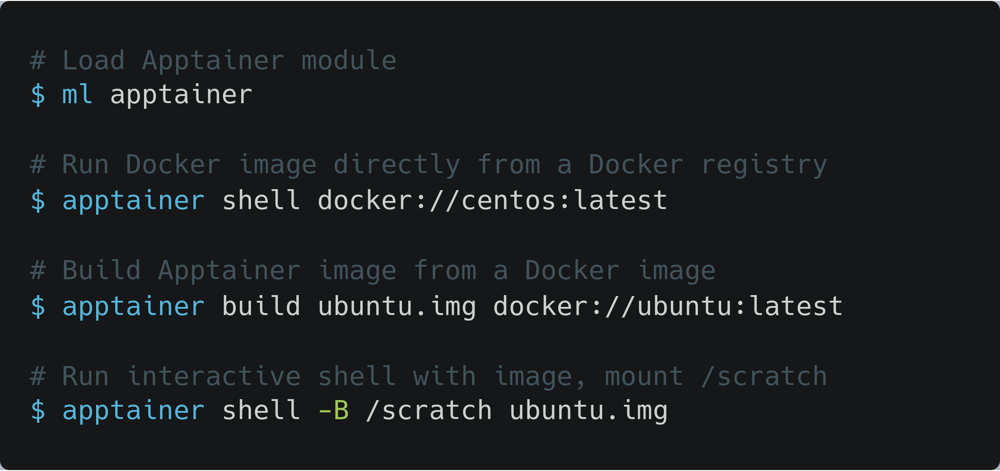 # Load Apptainer module
$ ml apptainer
# Run Docker image directly from a Docker registry
$ apptainer shell docker://centos:latest
# Build Apptainer image from a Docker image
$ apptainer build ubuntu.img docker://ubuntu:latest
# Run interactive shell with image, mount /scratch
$ apptainer shell -B /scratch ubuntu.img